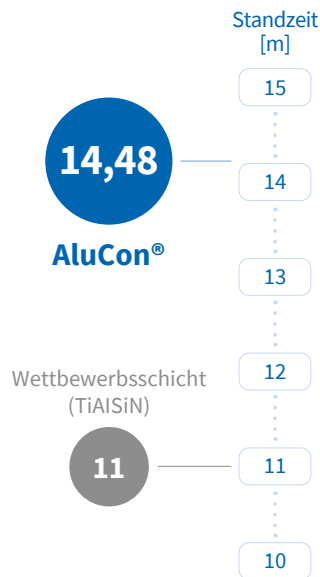 Standzeit
[m]
15
14,48
14
AluCon®
13
12
Wettbewerbsschicht
(TiAlSiN)
11
11
10